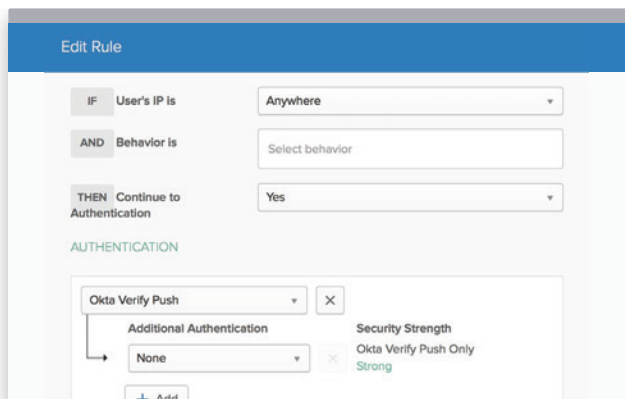 Edit Rule
IF User's IP is Anywhere
AND Behavior is Select behavior
THEN Continue to Yes
Authentication
AUTHENTICATION
Okta Verify Push
Additional Authentication Security Strength
None Okta Verify Push Only
Strong
+ Add